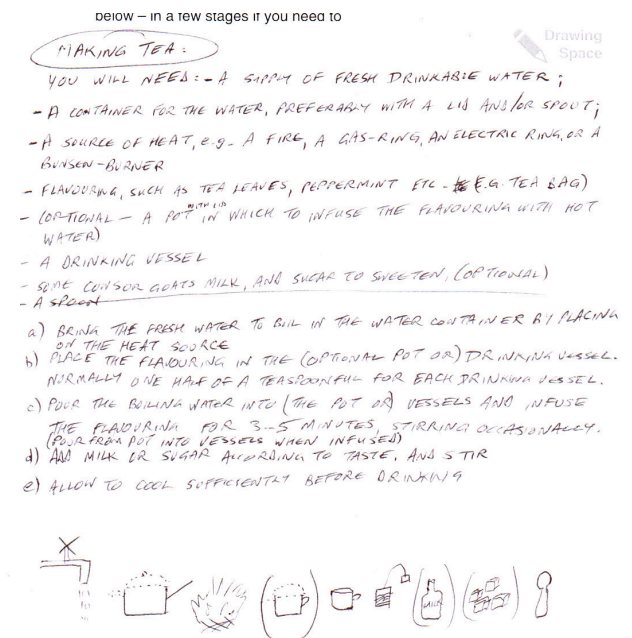 below – in a few stages if you need to
Drawing
Space
MAKING TEA:
YOU WILL NEED:- A SUPPLY OF FRESH DRINKABLE WATER;
- A CONTAINER FOR THE WATER, PREFERABLY WITH A LID AND/OR SPOUT;
- A SOURCE OF HEAT, e.g. A FIRE, A GAS-RING, AN ELECTRIC RING, OR A
BUNSEN-BURNER
- FLAVOURING, SUCH AS TEA LEAVES, PEPPERMINT ETC - (E.G. TEA BAG)
WITH LID
- (OPTIONAL - A POT IN WHICH TO INFUSE THE FLAVOURING WITH HOT
WATER)
- A DRINKING VESSEL
- SOME COWS OR GOATS MILK, AND SUGAR TO SWEETEN, (OPTIONAL)
- A SPOON
a) BRING THE FRESH WATER TO BOIL IN THE WATER CONTAINER BY PLACING
ON THE HEAT SOURCE
b) PLACE THE FLAVOURING IN THE (OPTIONAL POT OR) DRINKING VESSEL.
NORMALLY ONE HALF OF A TEASPOONFUL FOR EACH DRINKING VESSEL.
c) POUR THE BOILING WATER INTO (THE POT OR) VESSELS AND INFUSE
THE FLAVOURING FOR 3-5 MINUTES, STIRRING OCCASIONALLY.
(POUR FROM POT INTO VESSELS WHEN INFUSED)
d) ADD MILK OR SUGAR ACCORDING TO TASTE, AND STIR
e) ALLOW TO COOL SUFFICIENTLY BEFORE DRINKING
MILK